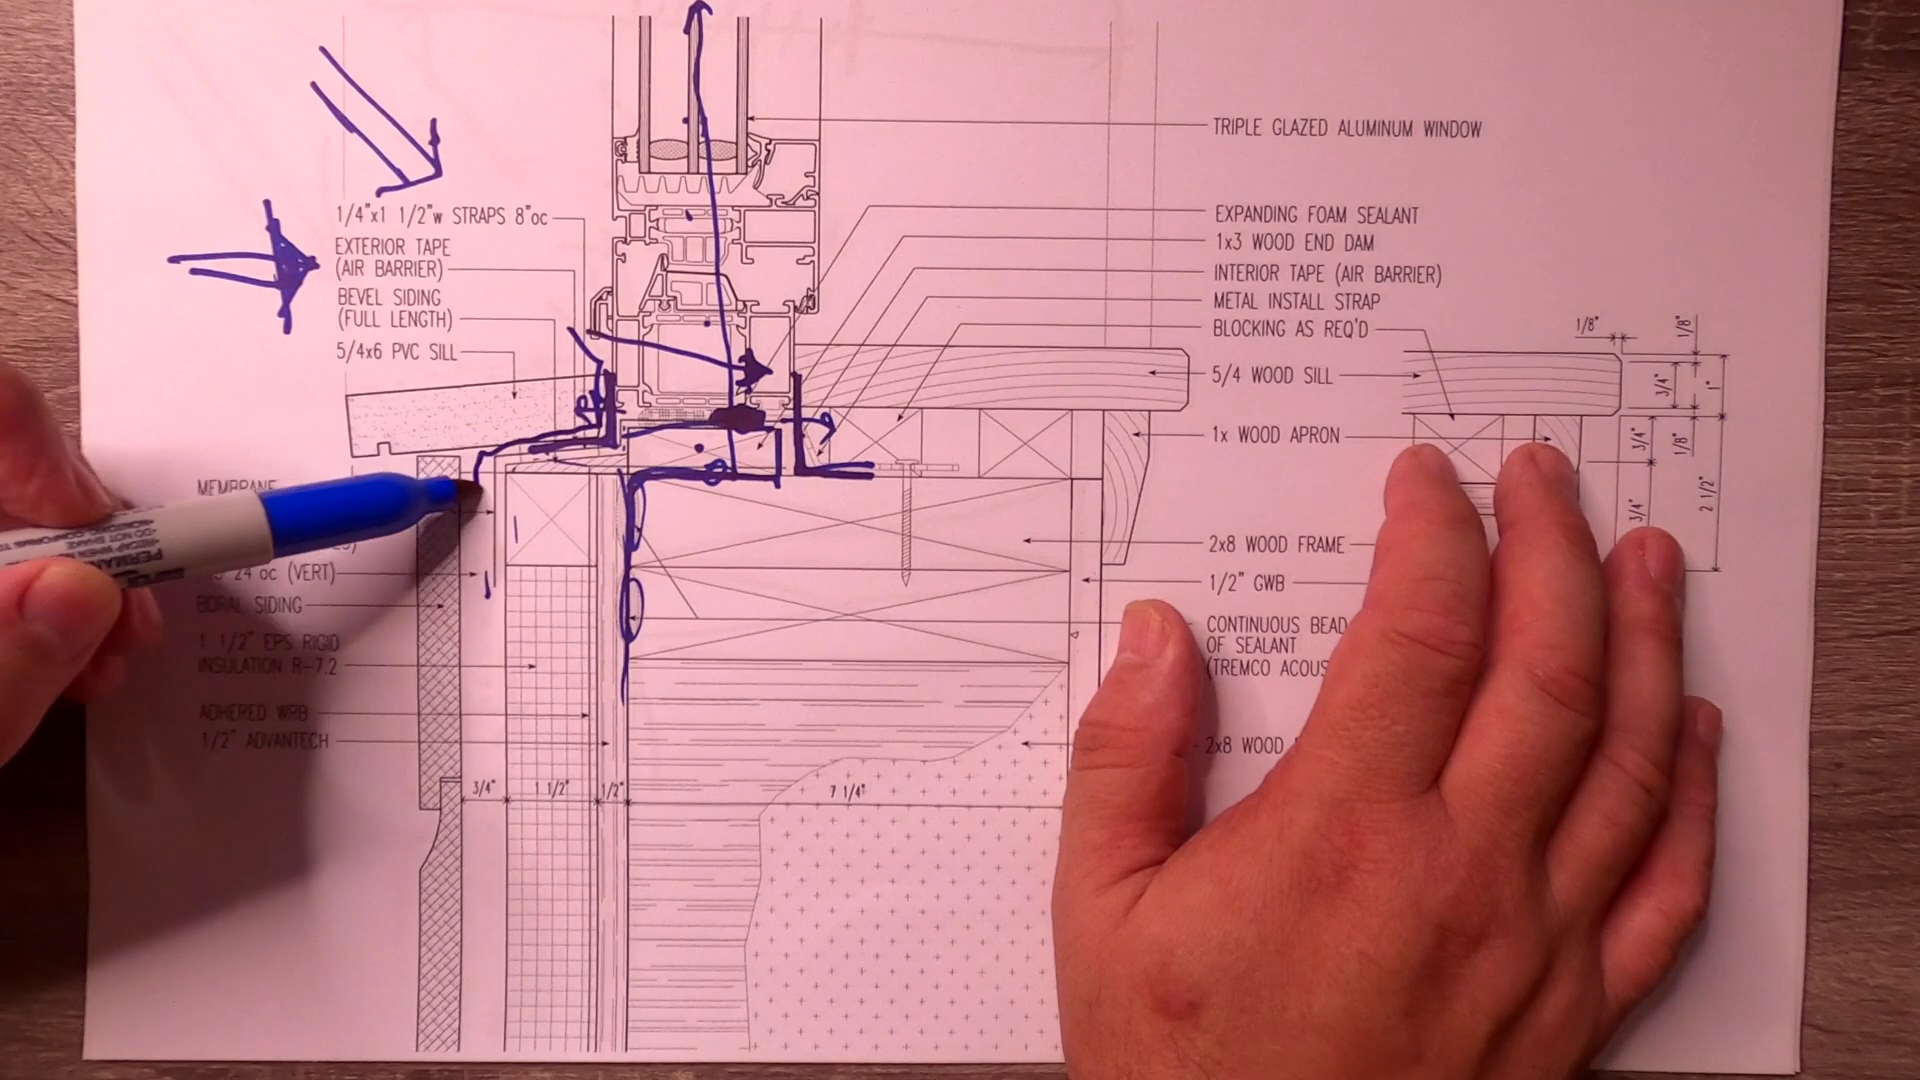 1/4"x1 1/2"w STRAPS 8"oc
EXTERIOR TAPE
(AIR BARRIER)
BEVEL SIDING
(FULL LENGTH)
5/4x6 PVC SILL
MEMBRANE
24 oc (VERT)
BORAL SIDING
1 1/2" EPS RIGID
INSULATION R-7.2
ADHERED WRB
1/2" ADVANTECH
3/4"
1 1/2"
1/2"
7 1/4"
TRIPLE GLAZED ALUMINUM WINDOW
EXPANDING FOAM SEALANT
1x3 WOOD END DAM
INTERIOR TAPE (AIR BARRIER)
METAL INSTALL STRAP
BLOCKING AS REQ'D
5/4 WOOD SILL
1x WOOD APRON
2x8 WOOD FRAME
1/2" GWB
CONTINUOUS BEAD
OF SEALANT
(TREMCO ACOUS
2x8 WOOD
1/8"
1/8"
3/4"
1"
3/4"
1/8"
3/4"
2 1/2"
PERMAN